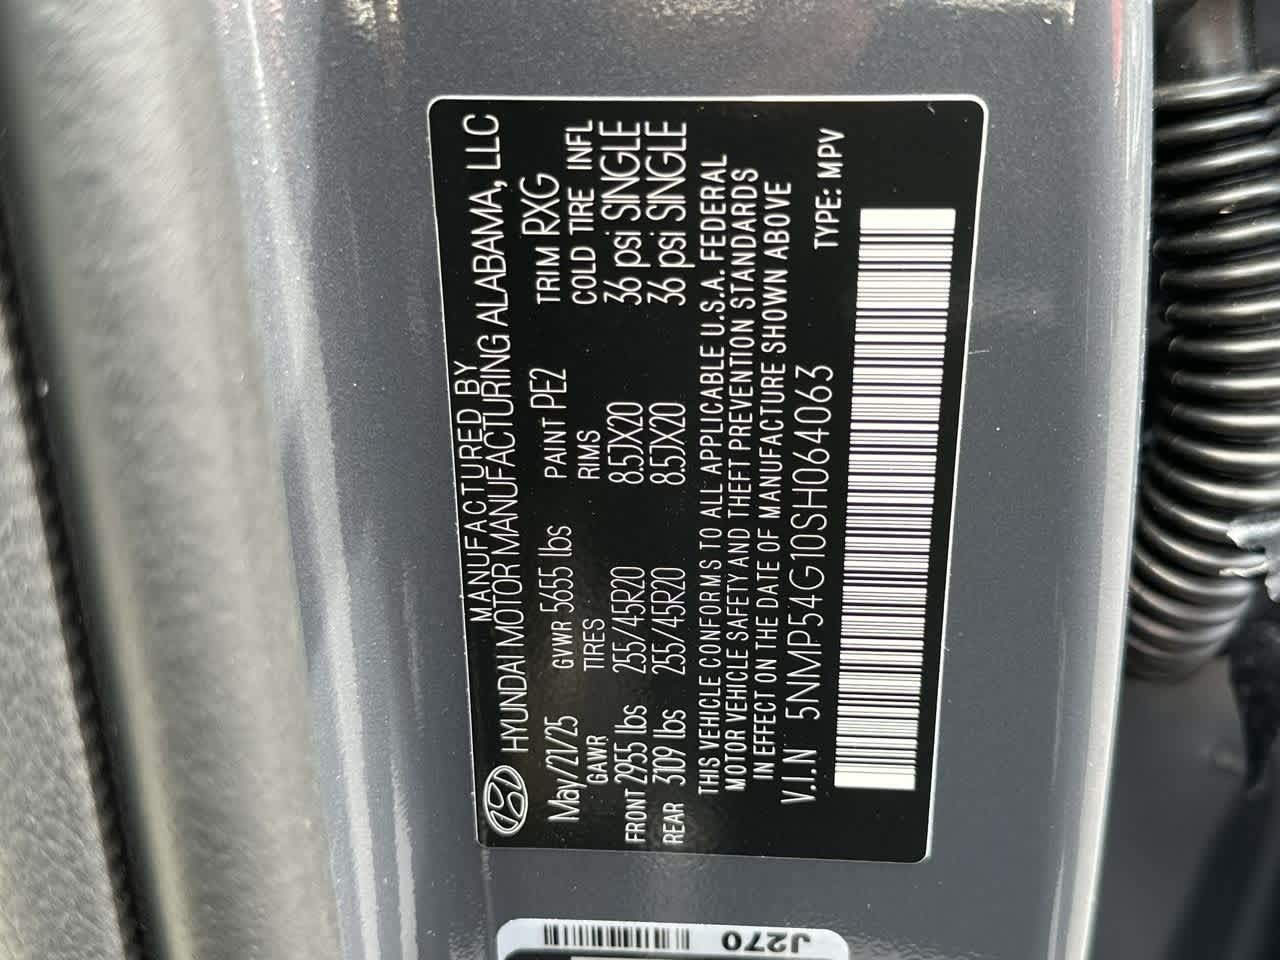 MANUFACTURED BY
HYUNDAI MOTOR MANUFACTURING ALABAMA, LLC
May/21/25 GVWR 5655 lbs PAINT PE2 TRIM RXG
GAWR TIRES RIMS COLD TIRE INFL
FRONT 2955 lbs 255/45R20 8.5JX20 36 psi SINGLE
REAR 3109 lbs 255/45R20 8.5JX20 36 psi SINGLE
THIS VEHICLE CONFORMS TO ALL APPLICABLE U.S.A. FEDERAL
MOTOR VEHICLE SAFETY AND THEFT PREVENTION STANDARDS
IN EFFECT ON THE DATE OF MANUFACTURE SHOWN ABOVE
V.I.N 5NMP54G10SH064063 TYPE: MPV
J270